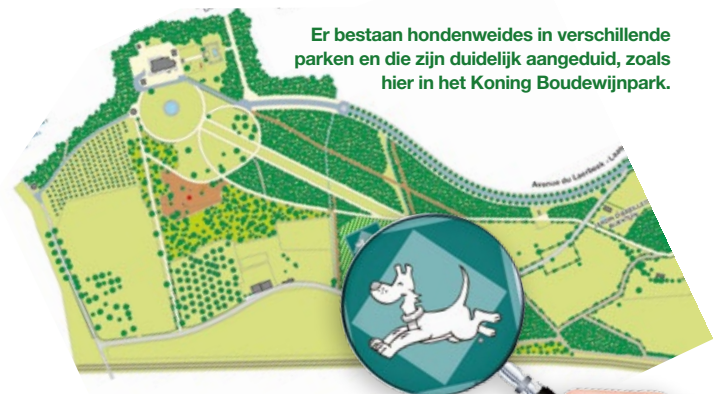 Er bestaan hondenweides in verschillende
parken en die zijn duidelijk aangeduid, zoals
hier in het Koning Boudewijnpark.
Avenue du Laerbeek - Laar